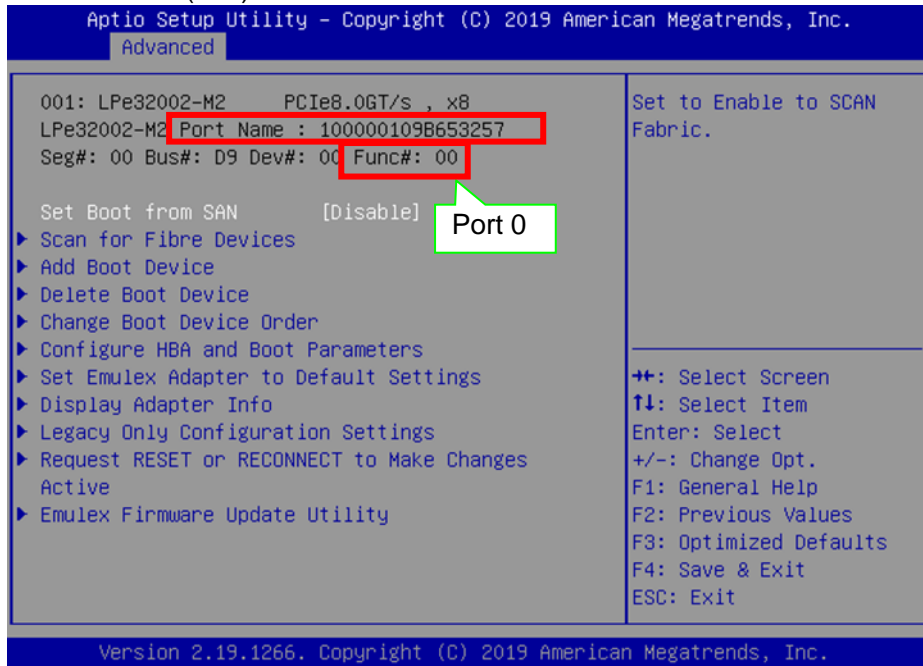 Aptio Setup Utility – Copyright (C) 2019 American Megatrends, Inc.
Advanced
001: LPe32002-M2 PCIe8.0GT/s , x8
LPe32002-M2 Port Name : 100000109B653257
Seg#: 00 Bus#: D9 Dev#: 00 Func#: 00
Port 0
Set Boot from SAN [Disable]
Scan for Fibre Devices
Add Boot Device
Delete Boot Device
Change Boot Device Order
Configure HBA and Boot Parameters
Set Emulex Adapter to Default Settings
Display Adapter Info
Legacy Only Configuration Settings
Request RESET or RECONNECT to Make Changes
Active
Emulex Firmware Update Utility
Set to Enable to SCAN
Fabric.
→←: Select Screen
↑↓: Select Item
Enter: Select
+/-: Change Opt.
F1: General Help
F2: Previous Values
F3: Optimized Defaults
F4: Save & Exit
ESC: Exit
Version 2.19.1266. Copyright (C) 2019 American Megatrends, Inc.